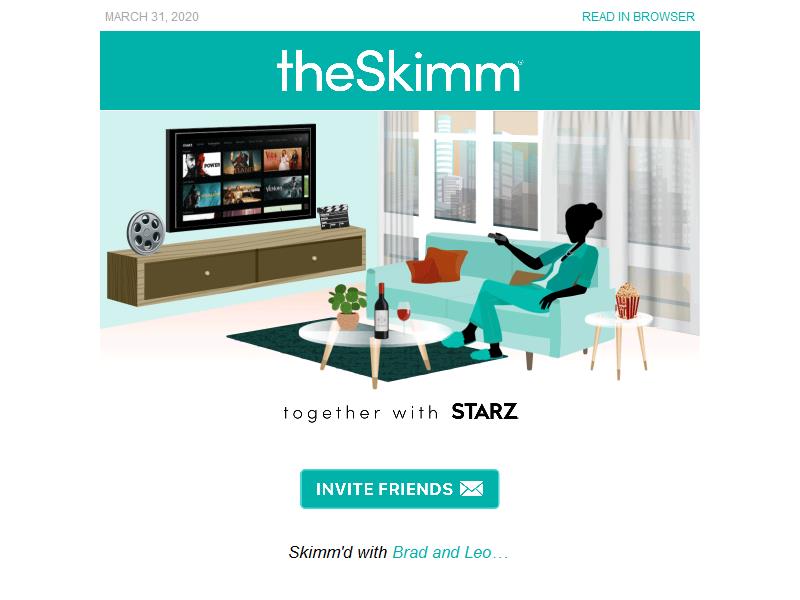 MARCH 31, 2020
READ IN BROWSER
theSkimm®
STARZ
POWER
together with STARZ
INVITE FRIENDS
Skimm'd with Brad and Leo…